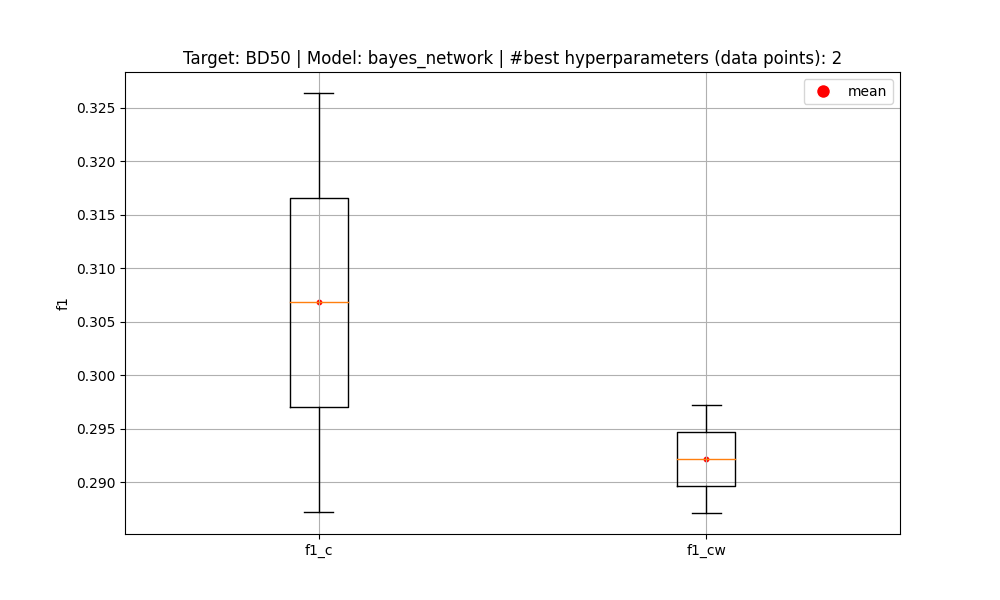 Target: BD50 | Model: bayes_network | #best hyperparameters (data points): 2
mean
0.325
0.320
0.315
0.310
0.305
0.300
0.295
0.290
f1
f1_c
f1_cw